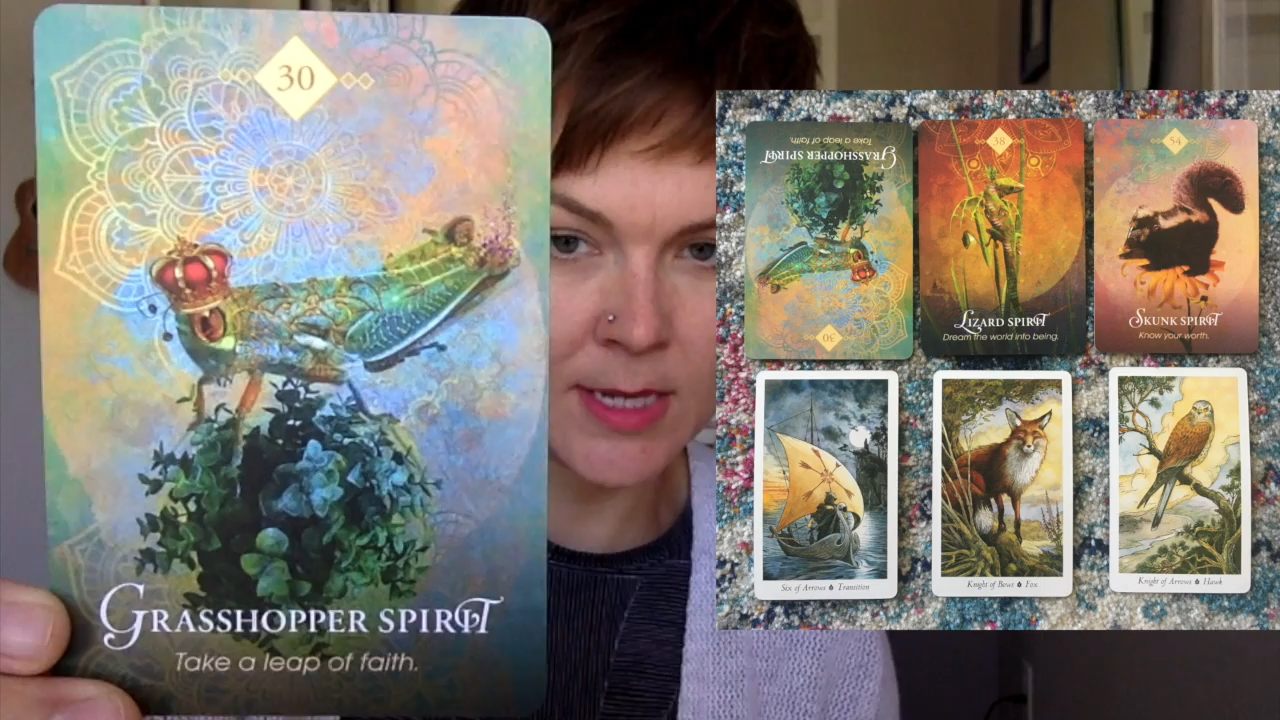 30
GRASSHOPPER SPIRIT
Take a leap of faith.
30
GRASSHOPPER SPIRIT
Take a leap of faith.
38
LIZARD SPIRIT
Dream the world into being.
54
SKUNK SPIRIT
Know your worth.
Six of Arrows Transition
Knight of Bows Fox
Knight of Arrows Hawk